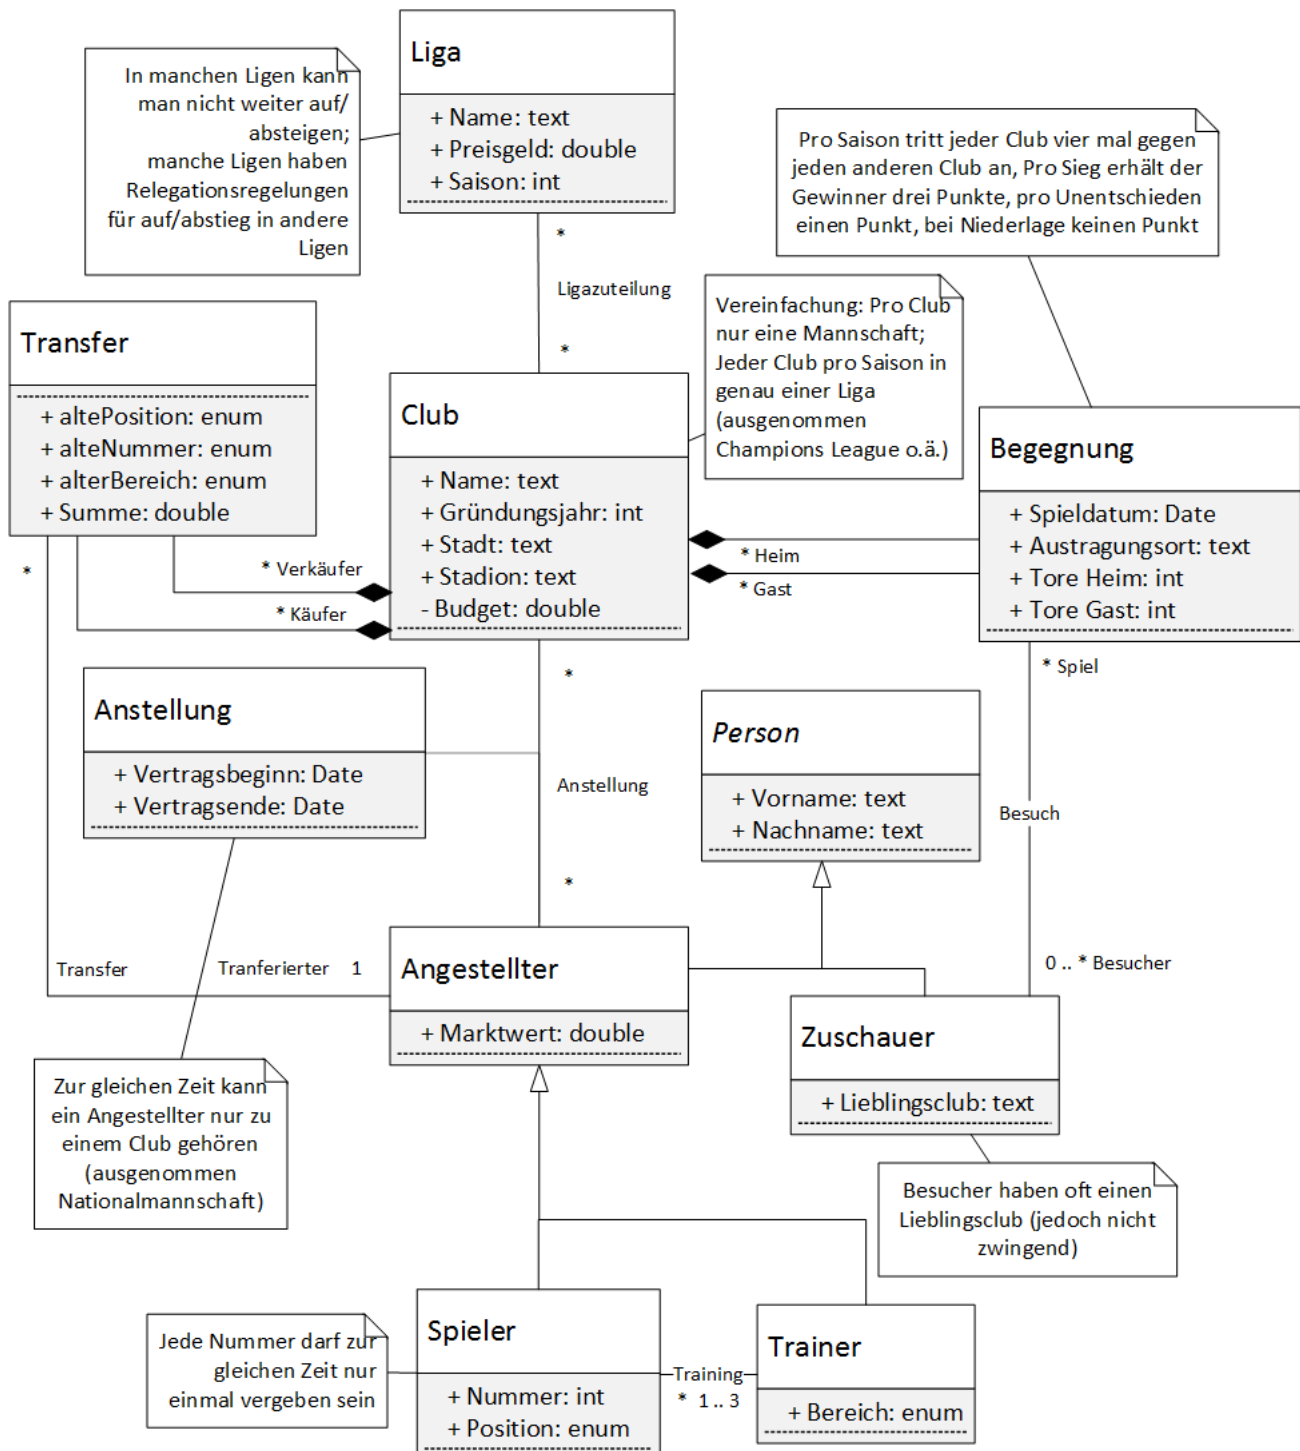 Liga
+ Name: text
+ Preisgeld: double
+ Saison: int
In manchen Ligen kann
man nicht weiter auf/
absteigen;
manche Ligen haben
Relegationsregelungen
für auf/abstieg in andere
Ligen
Pro Saison tritt jeder Club vier mal gegen
jeden anderen Club an, Pro Sieg erhält der
Gewinner drei Punkte, pro Unentschieden
einen Punkt, bei Niederlage keinen Punkt
*
Ligazuteilung
*
Vereinfachung: Pro Club
nur eine Mannschaft;
Jeder Club pro Saison in
genau einer Liga
(ausgenommen
Champions League o.ä.)
Transfer
+ altePosition: enum
+ alteNummer: enum
+ alterBereich: enum
+ Summe: double
Club
+ Name: text
+ Gründungsjahr: int
+ Stadt: text
+ Stadion: text
- Budget: double
Begegnung
+ Spieldatum: Date
+ Austragungsort: text
+ Tore Heim: int
+ Tore Gast: int
*
* Verkäufer
* Käufer
* Heim
* Gast
*
* Spiel
Anstellung
+ Vertragsbeginn: Date
+ Vertragsende: Date
Anstellung
*
Person
+ Vorname: text
+ Nachname: text
Besuch
0 .. * Besucher
Transfer
Tranferierter 1
Angestellter
+ Marktwert: double
Zuschauer
+ Lieblingsclub: text
Zur gleichen Zeit kann
ein Angestellter nur zu
einem Club gehören
(ausgenommen
Nationalmannschaft)
Besucher haben oft einen
Lieblingsclub (jedoch nicht
zwingend)
Jede Nummer darf zur
gleichen Zeit nur
einmal vergeben sein
Spieler
+ Nummer: int
+ Position: enum
Training
* 1 .. 3
Trainer
+ Bereich: enum